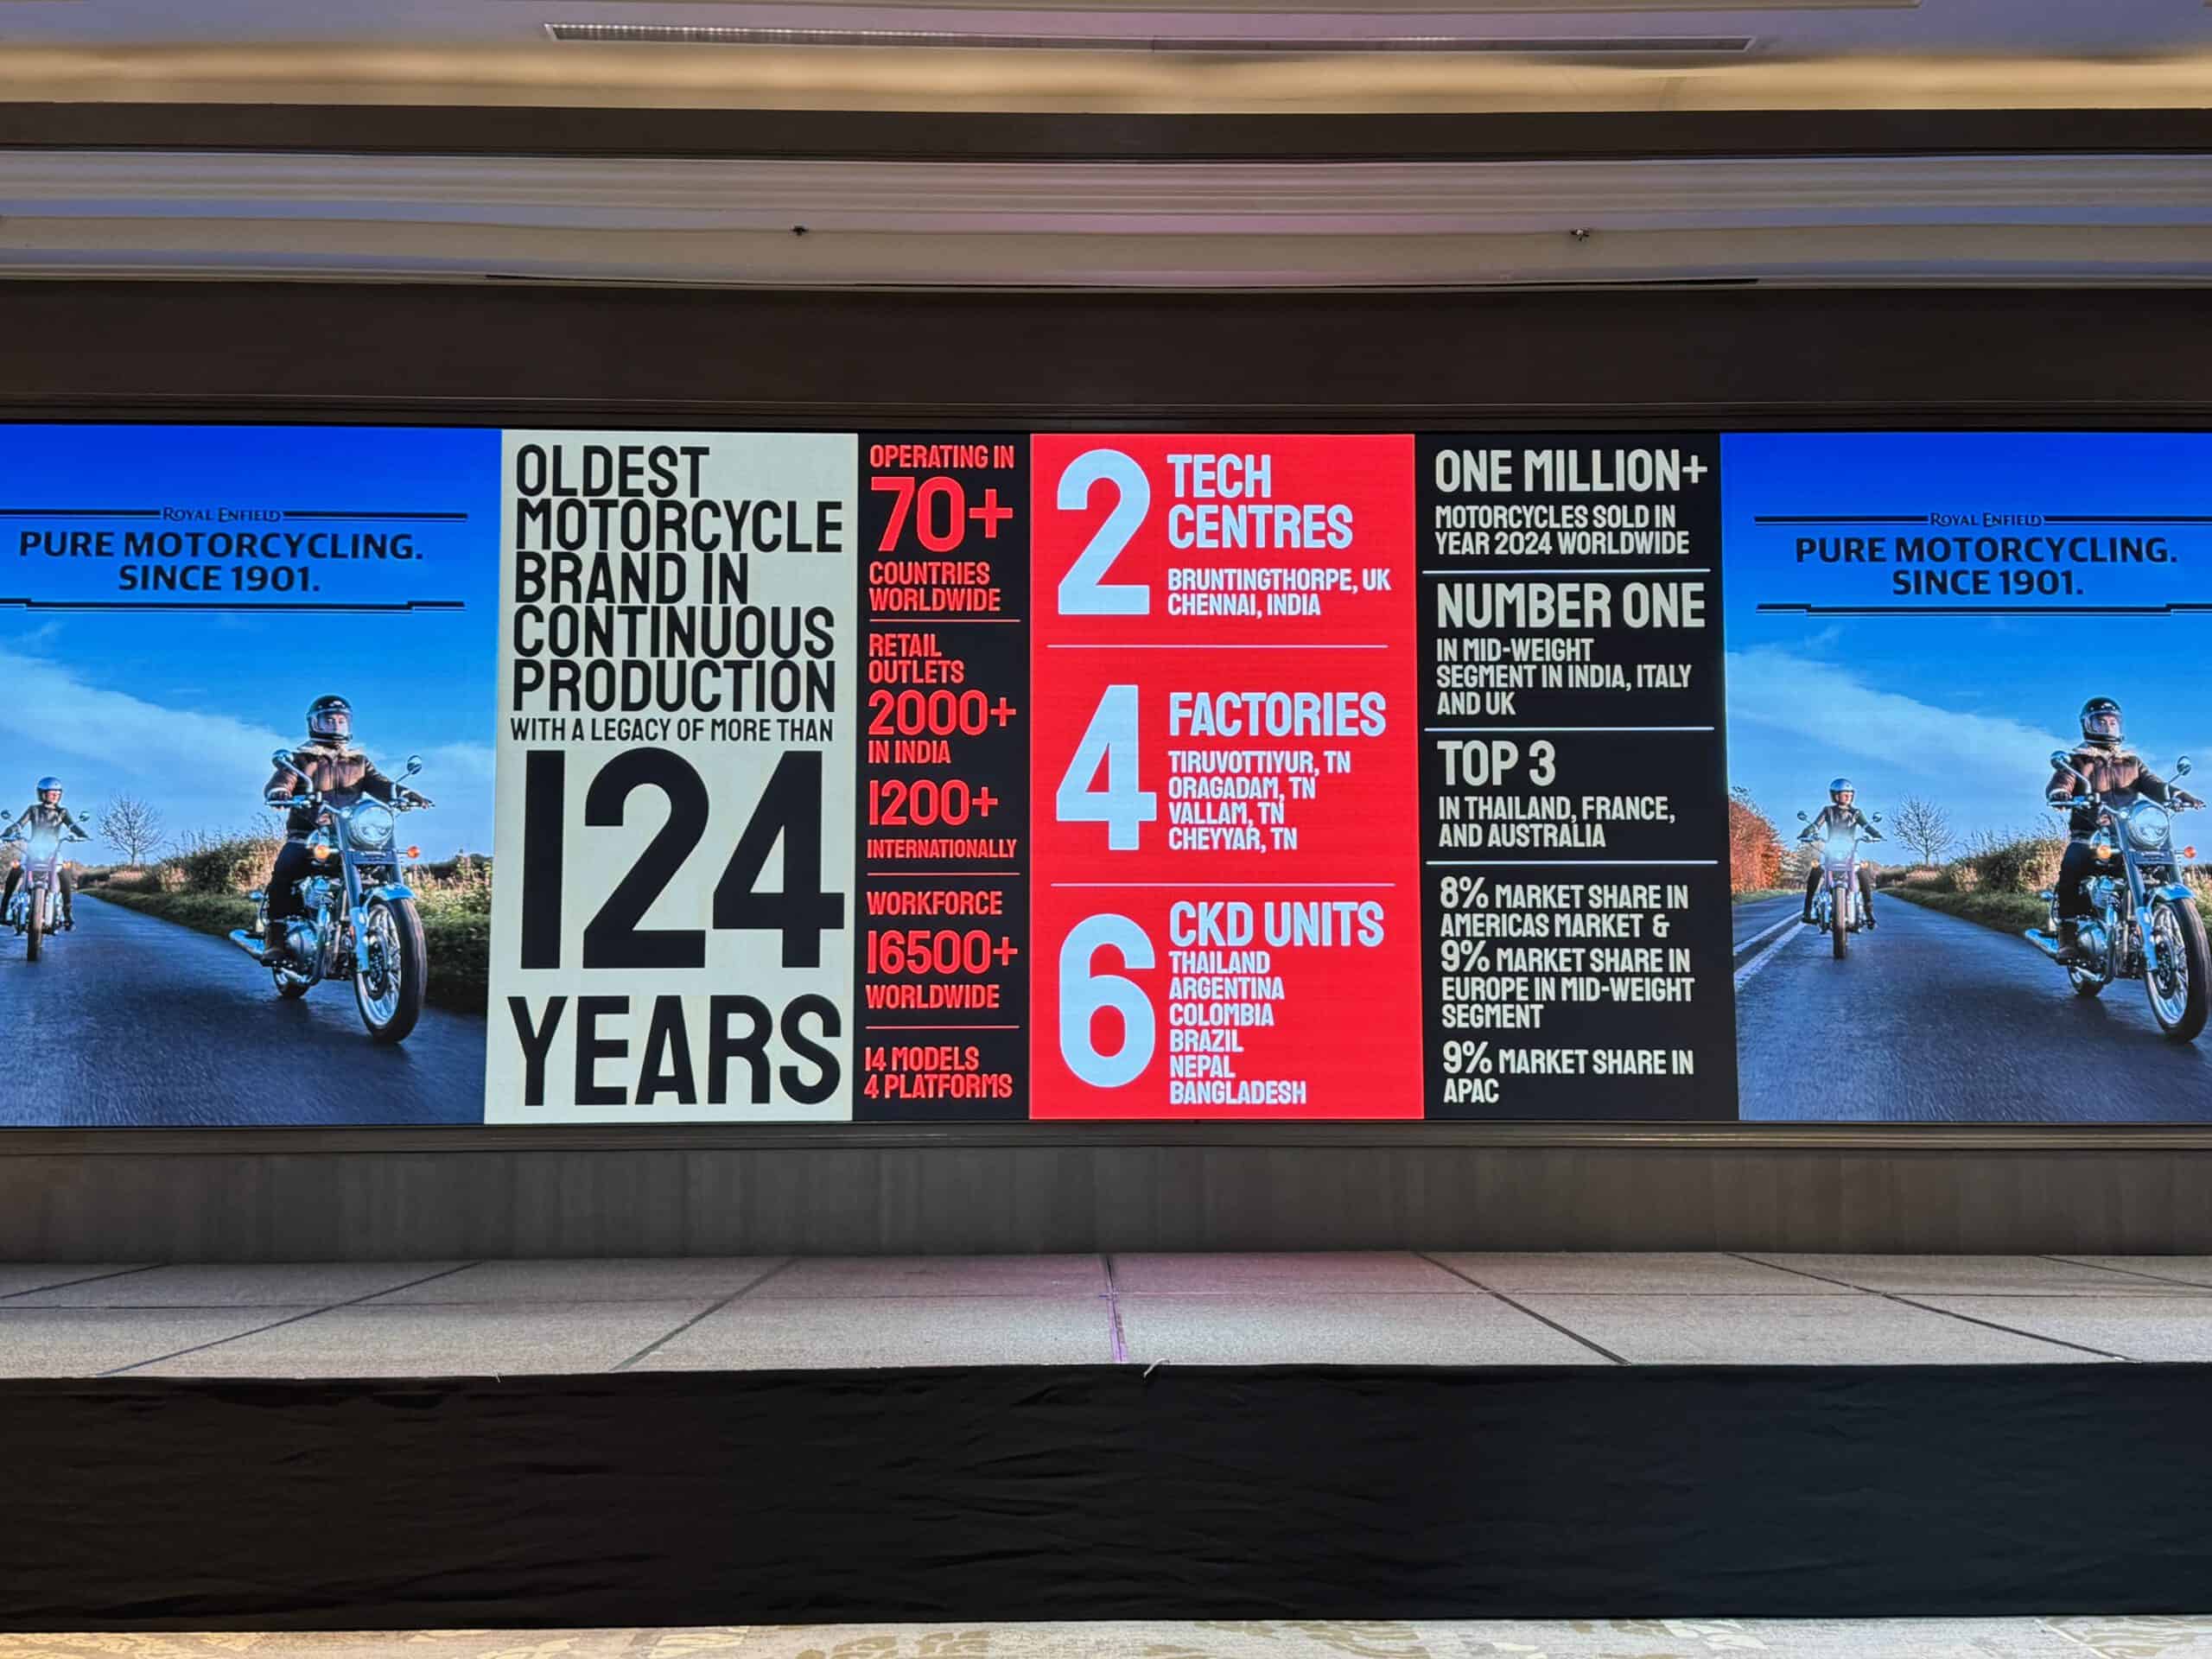 ROYAL ENFIELD
PURE MOTORCYCLING.
SINCE 1901.
OLDEST
MOTORCYCLE
BRAND IN
CONTINUOUS
PRODUCTION
WITH A LEGACY OF MORE THAN
124
YEARS
OPERATING IN
70+
COUNTRIES
WORLDWIDE
RETAIL
OUTLETS
2000+
IN INDIA
1200+
INTERNATIONALLY
WORKFORCE
16500+
WORLDWIDE
14 MODELS
4 PLATFORMS
2
TECH
CENTRES
BRUNTINGTHORPE, UK
CHENNAI, INDIA
4
FACTORIES
TIRUVOTTIYUR, TN
ORAGADAM, TN
VALLAM, TN
CHEYYAR, TN
6
CKD UNITS
THAILAND
ARGENTINA
COLOMBIA
BRAZIL
NEPAL
BANGLADESH
ONE MILLION+
MOTORCYCLES SOLD IN
YEAR 2024 WORLDWIDE
NUMBER ONE
IN MID-WEIGHT
SEGMENT IN INDIA, ITALY
AND UK
TOP 3
IN THAILAND, FRANCE,
AND AUSTRALIA
8% MARKET SHARE IN
AMERICAS MARKET &
9% MARKET SHARE IN
EUROPE IN MID-WEIGHT
SEGMENT
9% MARKET SHARE IN
APAC
ROYAL ENFIELD
PURE MOTORCYCLING.
SINCE 1901.